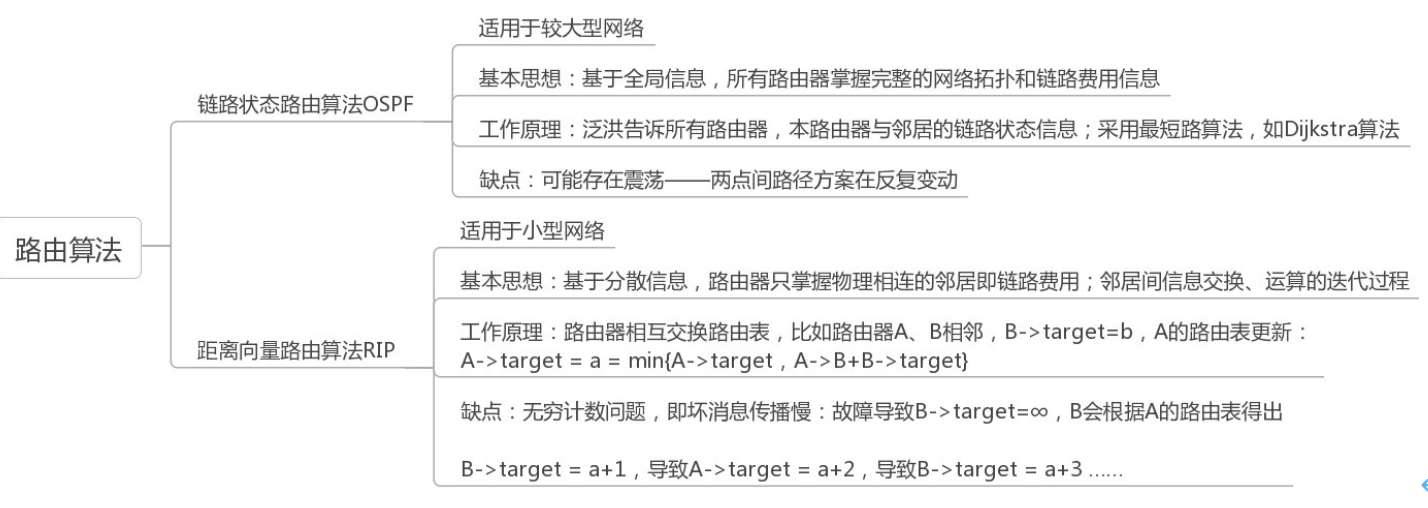 适用于较大型网络
基本思想：基于全局信息，所有路由器掌握完整的网络拓扑和链路费用信息
链路状态路由算法OSPF
工作原理：泛洪告诉所有路由器，本路由器与邻居的链路状态信息；采用最短路算法，如Dijkstra算法
缺点：可能存在震荡——两点间路径方案在反复变动
路由算法
适用于小型网络
基本思想：基于分散信息，路由器只掌握物理相连的邻居即链路费用；邻居间信息交换、运算的迭代过程
距离向量路由算法RIP
工作原理：路由器相互交换路由表，比如路由器A、B相邻，B->target=b，A的路由表更新：
A->target = a = min{A->target，A->B+B->target}
缺点：无穷计数问题，即坏消息传播慢：故障导致B->target=∞，B会根据A的路由表得出
B->target = a+1，导致A->target = a+2，导致B->target = a+3 ……